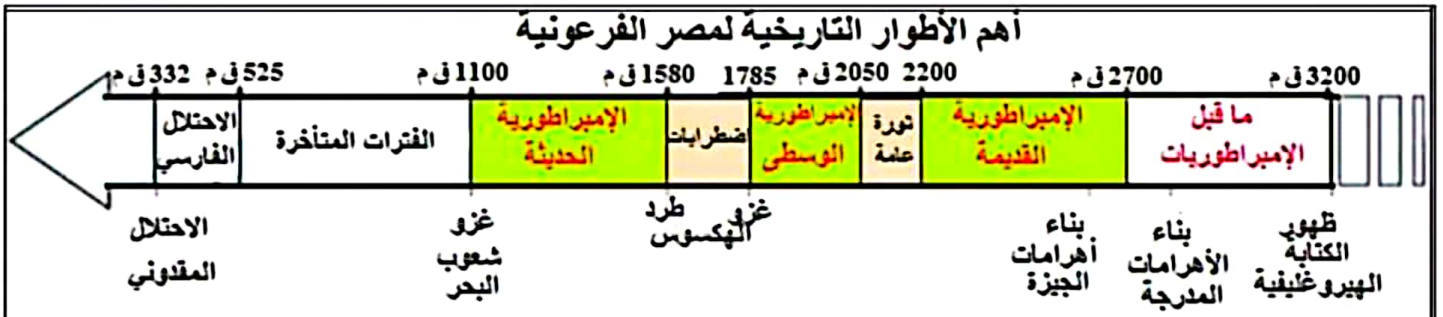 أهم الأطوار التاريخية لمصر الفرعونية
3200 ق م
2700 ق م
2200
2050 ق م
1785
1580 ق م
1100 ق م
525 ق م
332 ق م
ما قبل
الإمبراطوريات
الإمبراطورية
القديمة
ثورة
عامة
الإمبراطورية
الوسطى
اضطرابات
الإمبراطورية
الحديثة
الفترات المتأخرة
الاحتلال
الفارسي
ظهور
الكتابة
الهيروغليفية
بناء
الأهرامات
المدرجة
بناء
أهرامات
الجيزة
غزو
طرد
الهكسوس
غزو
شعوب
البحر
الاحتلال
المقدوني